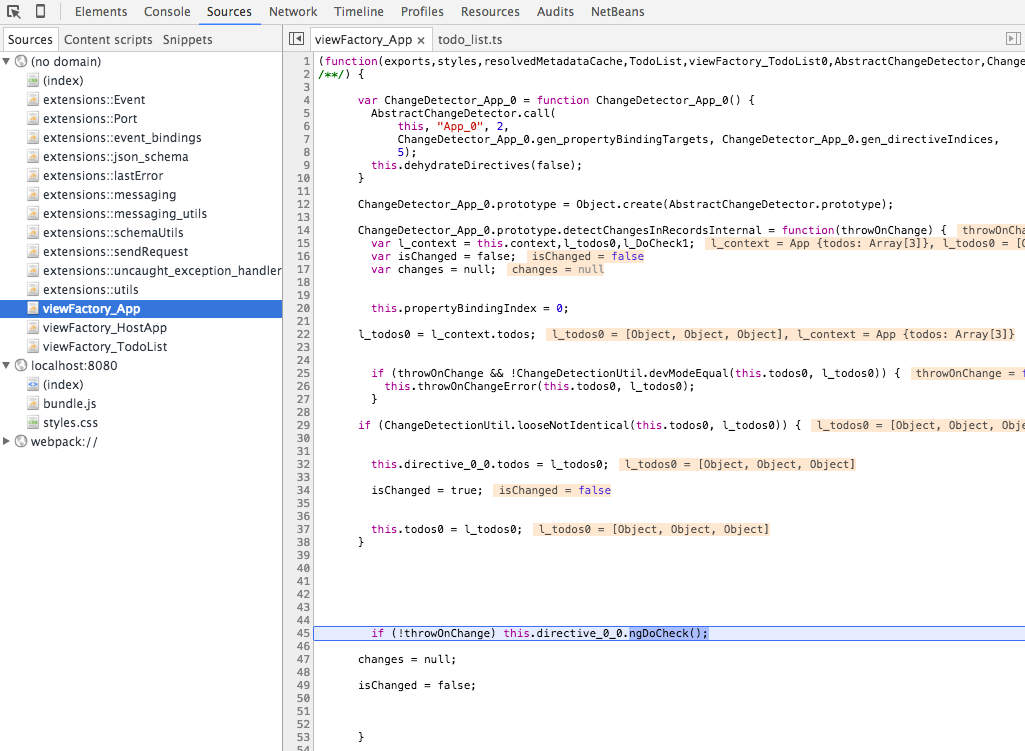 Elements Console Sources Network Timeline Profiles Resources Audits NetBeans
Sources Content scripts Snippets
(no domain)
(index)
extensions::Event
extensions::Port
extensions::event_bindings
extensions::json_schema
extensions::lastError
extensions::messaging
extensions::messaging_utils
extensions::schemaUtils
extensions::sendRequest
extensions::uncaught_exception_handler
extensions::utils
viewFactory_App
viewFactory_HostApp
viewFactory_TodoList
localhost:8080
(index)
bundle.js
styles.css
webpack://
viewFactory_App × todo_list.ts
1 (function(exports,styles,resolvedMetadataCache,TodoList,viewFactory_TodoList0,AbstractChangeDetector,Change
2 /**/) {
3
4 var ChangeDetector_App_0 = function ChangeDetector_App_0() {
5 AbstractChangeDetector.call(
6 this, "App_0", 2,
7 ChangeDetector_App_0.gen_propertyBindingTargets, ChangeDetector_App_0.gen_directiveIndices,
8 5);
9 this.dehydrateDirectives(false);
10 }
11
12 ChangeDetector_App_0.prototype = Object.create(AbstractChangeDetector.prototype);
13
14 ChangeDetector_App_0.prototype.detectChangesInRecordsInternal = function(throwOnChange) { throwOnCha
15 var l_context = this.context,l_todos0,l_DoCheck1; l_context = App {todos: Array[3]}, l_todos0 = [O
16 var isChanged = false; isChanged = false
17 var changes = null; changes = null
18
19
20 this.propertyBindingIndex = 0;
21
22 l_todos0 = l_context.todos; l_todos0 = [Object, Object, Object], l_context = App {todos: Array[3]}
23
24
25 if (throwOnChange && !ChangeDetectionUtil.devModeEqual(this.todos0, l_todos0)) { throwOnChange = f
26 this.throwOnChangeError(this.todos0, l_todos0);
27 }
28
29 if (ChangeDetectionUtil.looseNotIdentical(this.todos0, l_todos0)) { l_todos0 = [Object, Object, Obje
30
31
32 this.directive_0_0.todos = l_todos0; l_todos0 = [Object, Object, Object]
33
34 isChanged = true; isChanged = false
35
36
37 this.todos0 = l_todos0; l_todos0 = [Object, Object, Object]
38 }
39
40
41
42
43
44
45 if (!throwOnChange) this.directive_0_0.ngDoCheck();
46
47 changes = null;
48
49 isChanged = false;
50
51
52
53 }
54